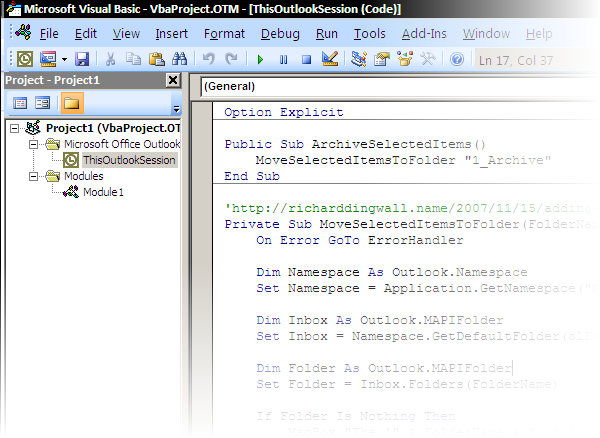 Microsoft Visual Basic - VbaProject.OTM - [ThisOutlookSession (Code)]
File Edit View Insert Format Debug Run Tools Add-Ins Window Help
Ln 17, Col 37
Project - Project1
(General)
Project1 (VbaProject.OT
Microsoft Office Outlook
ThisOutlookSession
Modules
Module1
Option Explicit
Public Sub ArchiveSelectedItems()
MoveSelectedItemsToFolder "1_Archive"
End Sub
'http://richarddingwall.name/2007/11/15/adding
Private Sub MoveSelectedItemsToFolder(FolderName
On Error GoTo ErrorHandler
Dim Namespace As Outlook.Namespace
Set Namespace = Application.GetNamespace("
Dim Inbox As Outlook.MAPIFolder
Set Inbox = Namespace.GetDefaultFolder(
Dim Folder As Outlook.MAPIFolder
Set Folder = Inbox.Folders(FolderName)
If Folder Is Nothing Then